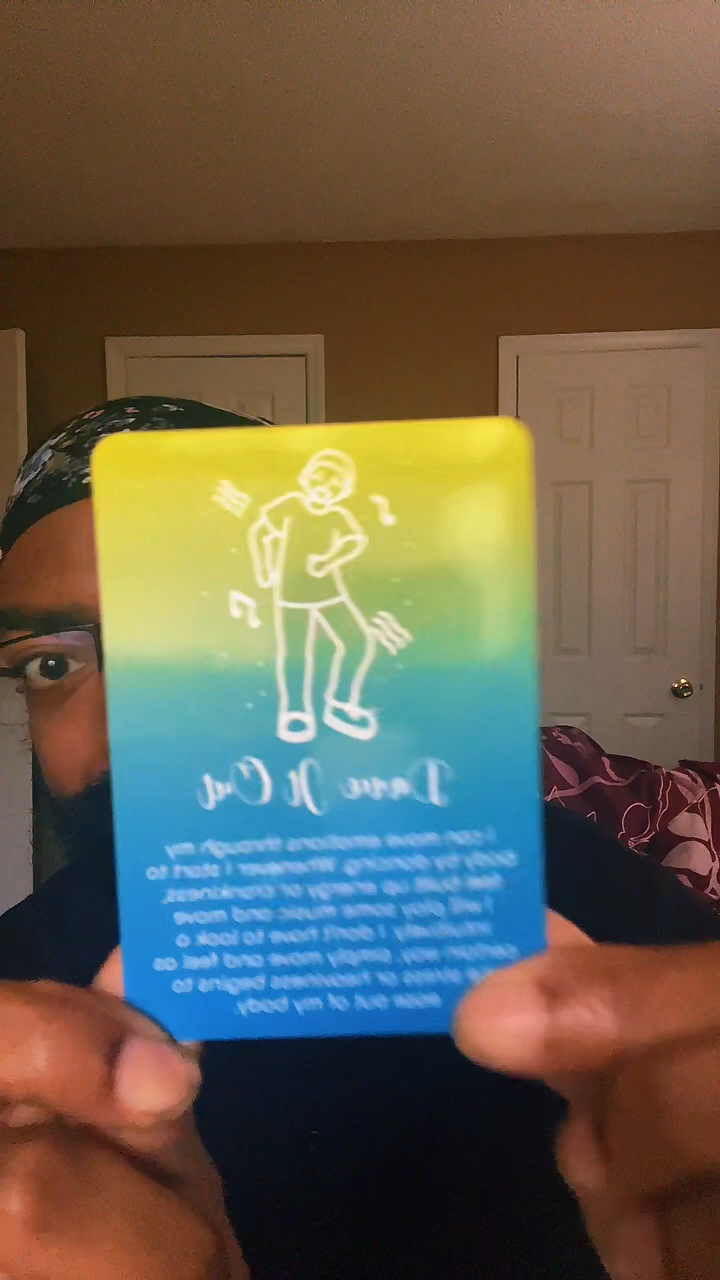 Dance It Out
I can move emotions through my
body by dancing. Whenever I start to
feel built up energy or crankiness,
I will play some music and move
intuitively. I don't have to look a
certain way, simply move and feel as
the stress or heaviness begins to
ease out of my body.